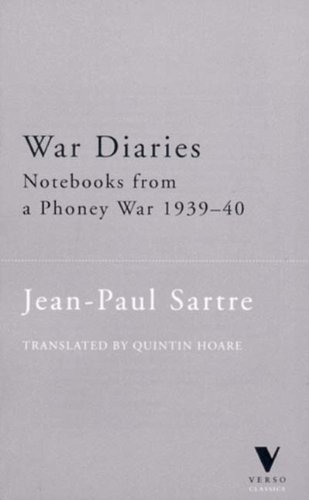 War Diaries
Notebooks from
a Phoney War 1939–40
Jean-Paul Sartre
TRANSLATED BY QUINTIN HOARE
V
VERSO
CLASSICS